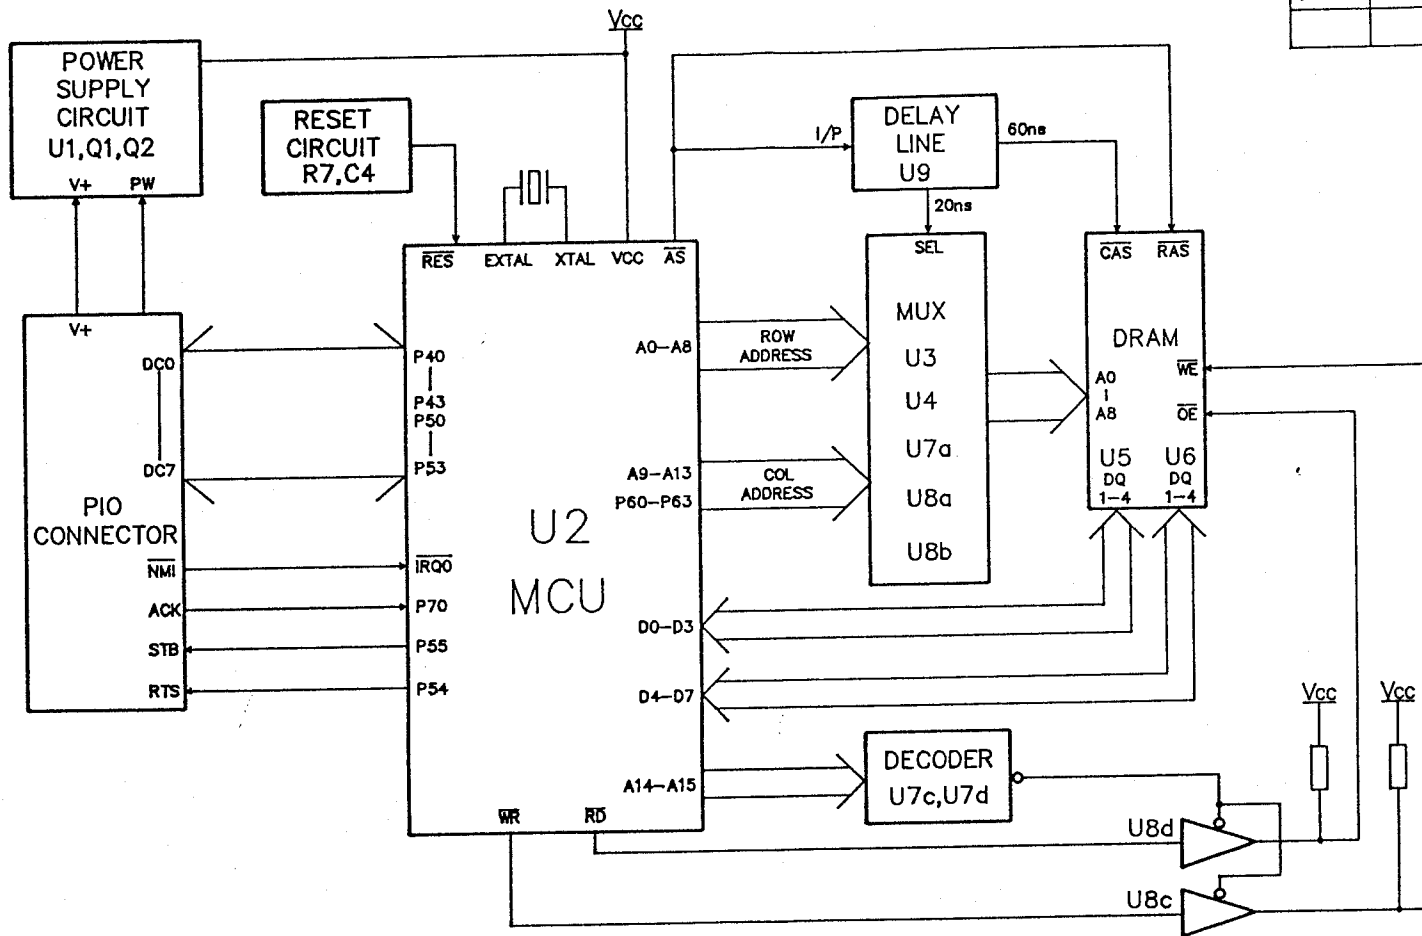 Vcc
POWER
SUPPLY
CIRCUIT
U1,Q1,Q2
V+ PW
RESET
CIRCUIT
R7,C4
I/P
DELAY
LINE
U9
60ns
20ns
RES EXTAL XTAL VCC AS
SEL
CAS RAS
V+
DC0
DC7
PIO
CONNECTOR
NMI
ACK
STB
RTS
P40
P43
P50
P53
IRQ0
P70
P55
P54
U2
MCU
A0-A8
A9-A13
P60-P63
D0-D3
D4-D7
A14-A15
WR RD
ROW
ADDRESS
COL
ADDRESS
MUX
U3
U4
U7a
U8a
U8b
DRAM
A0
A8
WE
OE
U5 U6
DQ DQ
1-4 1-4
DECODER
U7c,U7d
Vcc Vcc
U8d
U8c